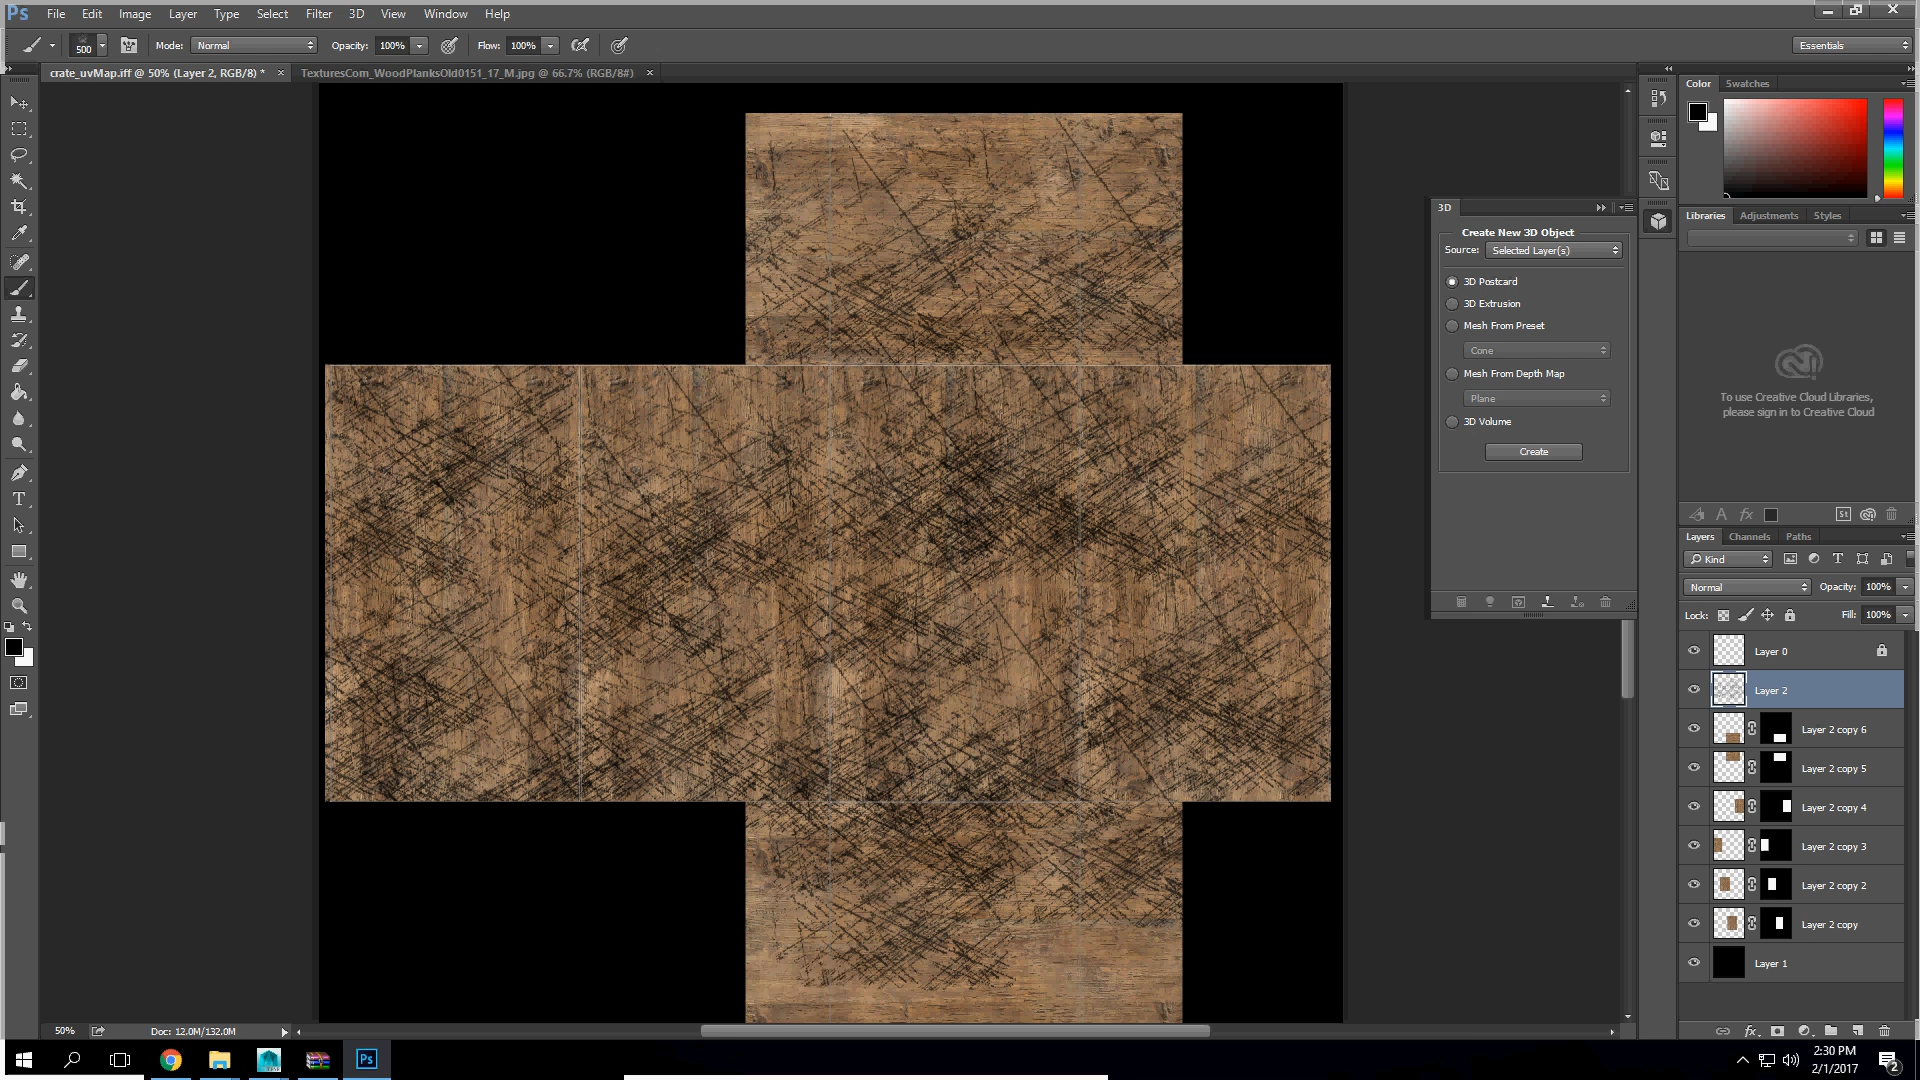 Ps File Edit Image Layer Type Select Filter 3D View Window Help
500 Mode: Normal Opacity: 100% Flow: 100% Essentials
crate_uvMap.iff @ 50% (Layer 2, RGB/8) * × TexturesCom_WoodPlanksOld0151_17_M.jpg @ 66.7% (RGB/8#) ×
Color Swatches
3D
Create New 3D Object
Source: Selected Layer(s)
3D Postcard
3D Extrusion
Mesh From Preset
Cone
Mesh From Depth Map
Plane
3D Volume
Create
Libraries Adjustments Styles
To use Creative Cloud Libraries,
please sign in to Creative Cloud
St
Layers Channels Paths
Kind
Normal Opacity: 100%
Lock: Fill: 100%
Layer 0
Layer 2
Layer 2 copy 6
Layer 2 copy 5
Layer 2 copy 4
Layer 2 copy 3
Layer 2 copy 2
Layer 2 copy
Layer 1
50% Doc: 12.0M/132.0M
Ps
2:30 PM
2/1/2017
2